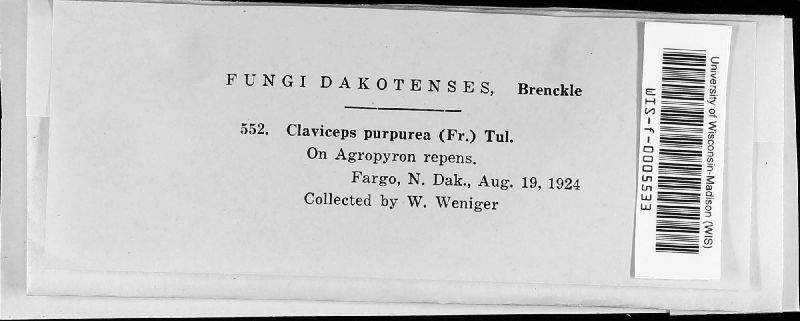 FUNGI DAKOTENSES, Brenckle
552. Claviceps purpurea (Fr.) Tul.
On Agropyron repens.
Fargo, N. Dak., Aug. 19, 1924
Collected by W. Weniger
University of Wisconsin-Madison (WIS)
WIS-f-0005533